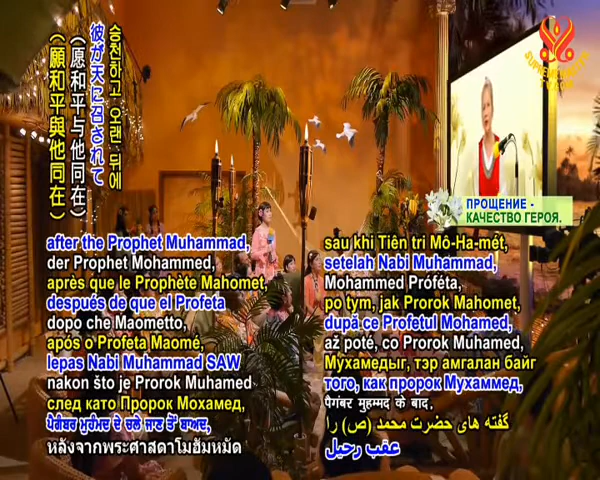 승천하고 오랜 뒤에
彼が天に召されて
（愿和平与他同在）
（願和平與他同在）
ПРОЩЕНИЕ -
КАЧЕСТВО ГЕРОЯ.
after the Prophet Muhammad,
der Prophet Mohammed,
après que le Prophète Mahomet,
después de que el Profeta
dopo che Maometto,
após o Profeta Maomé,
lepas Nabi Muhammad SAW
nakon što je Prorok Muhamed
след като Пророк Мохамед,
ਪੈਗੰਬਰ ਮੁਹੰਮਦ ਦੇ ਚਲੇ ਜਾਣ ਤੋਂ ਬਾਅਦ,
หลังจากพระศาสดาโมฮัมหมัด
sau khi Tiên tri Mô-Ha-mét,
setelah Nabi Muhammad,
Mohammed Próféta,
po tym, jak Prorok Mahomet,
după ce Profetul Mohamed,
až poté, co Prorok Muhamed,
Мухамедыг, тэр амгалан байг
того, как пророк Мухаммед,
पैगंबर मुहम्मद के बाद,
گفته های حضرت محمد (ص) را
عقب رحيل